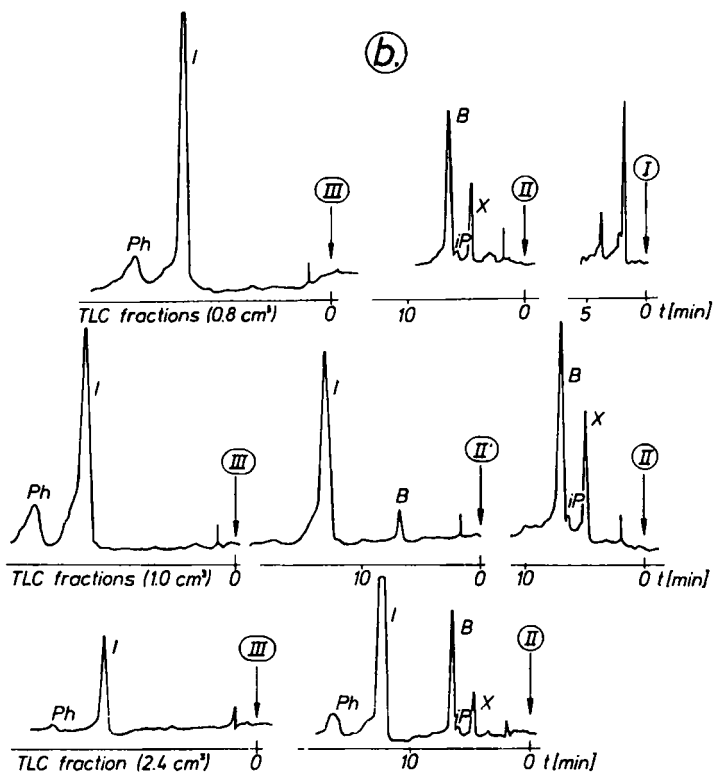 b.
I
Ph
III
B
iP
X
II
I
TLC fractions (0.8 cm³) 0
10 0
5 0 t [min]
I
Ph
III
I
B
II'
B
iP
X
II
TLC fractions (1.0 cm³) 0
10 0
10 0 t [min]
I
Ph
III
I
Ph
B
iP
X
II
TLC fraction (2.4 cm³) 0
10 0 t [min]